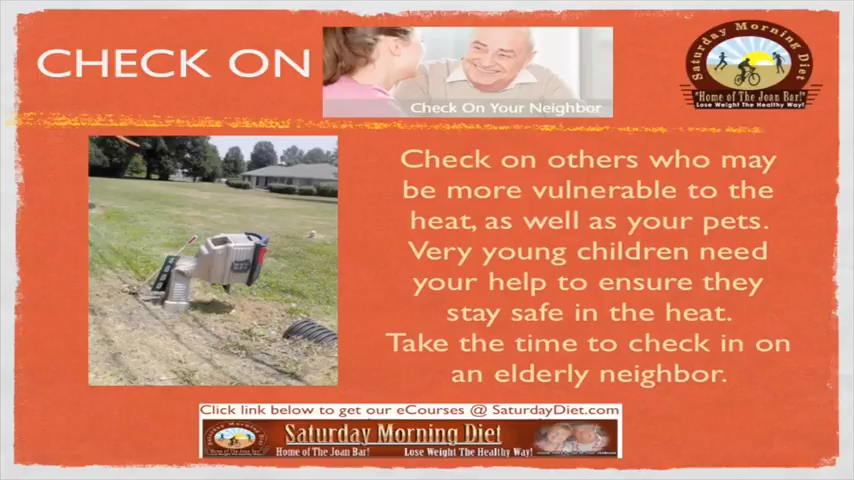 CHECK ON
Check On Your Neighbor
Saturday Morning Diet
"Home of The Joan Bar!"
Lose Weight The Healthy Way!
Check on others who may
be more vulnerable to the
heat, as well as your pets.
Very young children need
your help to ensure they
stay safe in the heat.
Take the time to check in on
an elderly neighbor.
Click link below to get our eCourses @ SaturdayDiet.com
Saturday Morning Diet
Home of The Joan Bar!
Lose Weight The Healthy Way!